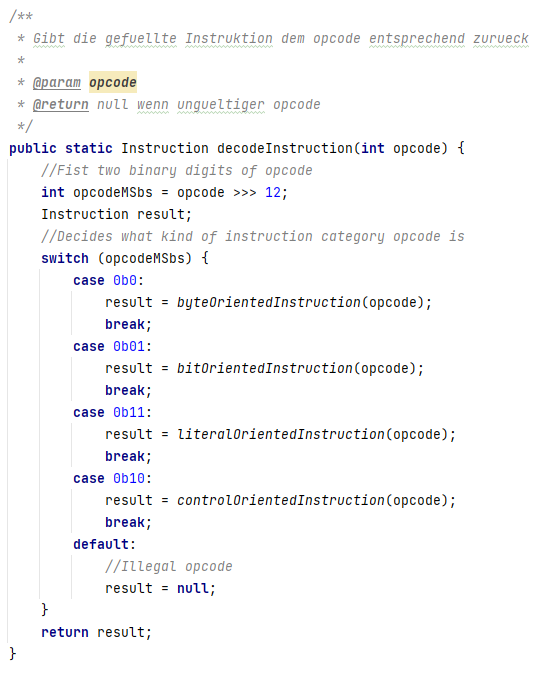 /**
 * Gibt die gefuellte Instruktion dem opcode entsprechend zurueck
 *
 * @param opcode
 * @return null wenn ungueltiger opcode
 */
public static Instruction decodeInstruction(int opcode) {
    //Fist two binary digits of opcode
    int opcodeMSbs = opcode >>> 12;
    Instruction result;
    //Decides what kind of instruction category opcode is
    switch (opcodeMSbs) {
        case 0b0:
            result = byteOrientedInstruction(opcode);
            break;
        case 0b01:
            result = bitOrientedInstruction(opcode);
            break;
        case 0b11:
            result = literalOrientedInstruction(opcode);
            break;
        case 0b10:
            result = controlOrientedInstruction(opcode);
            break;
        default:
            //Illegal opcode
            result = null;
    }
    return result;
}